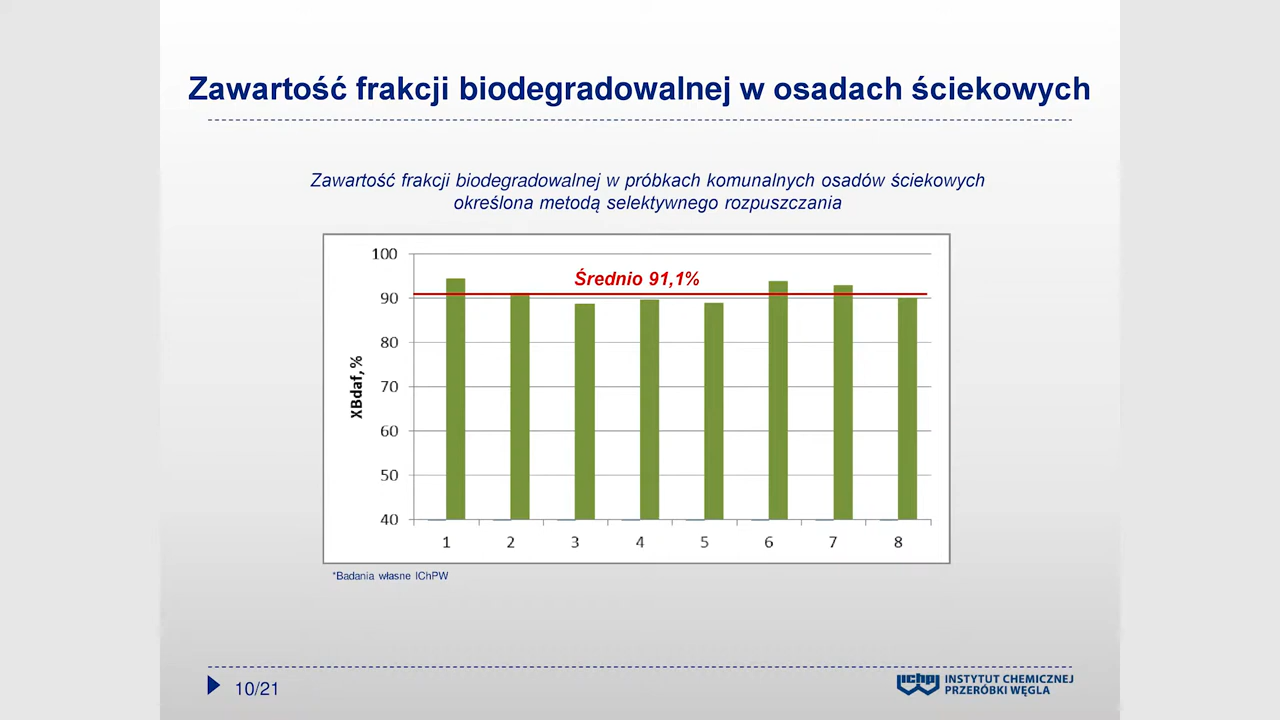 Zawartość frakcji biodegradowalnej w osadach ściekowych
Zawartość frakcji biodegradowalnej w próbkach komunalnych osadów ściekowych
określona metodą selektywnego rozpuszczania
100
90
80
70
60
50
40
XBdaf, %
Średnio 91,1%
1 2 3 4 5 6 7 8
*Badania własne IChPW
10/21
ichpw
INSTYTUT CHEMICZNEJ
PRZERÓBKI WĘGLA